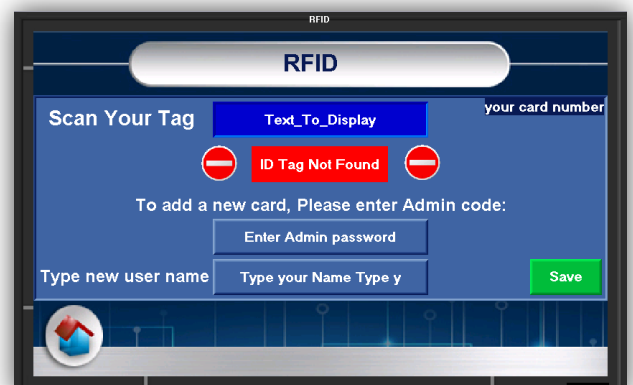 RFID
RFID
Scan Your Tag
Text_To_Display
your card number
ID Tag Not Found
To add a new card, Please enter Admin code:
Enter Admin password
Type new user name
Type your Name Type y
Save